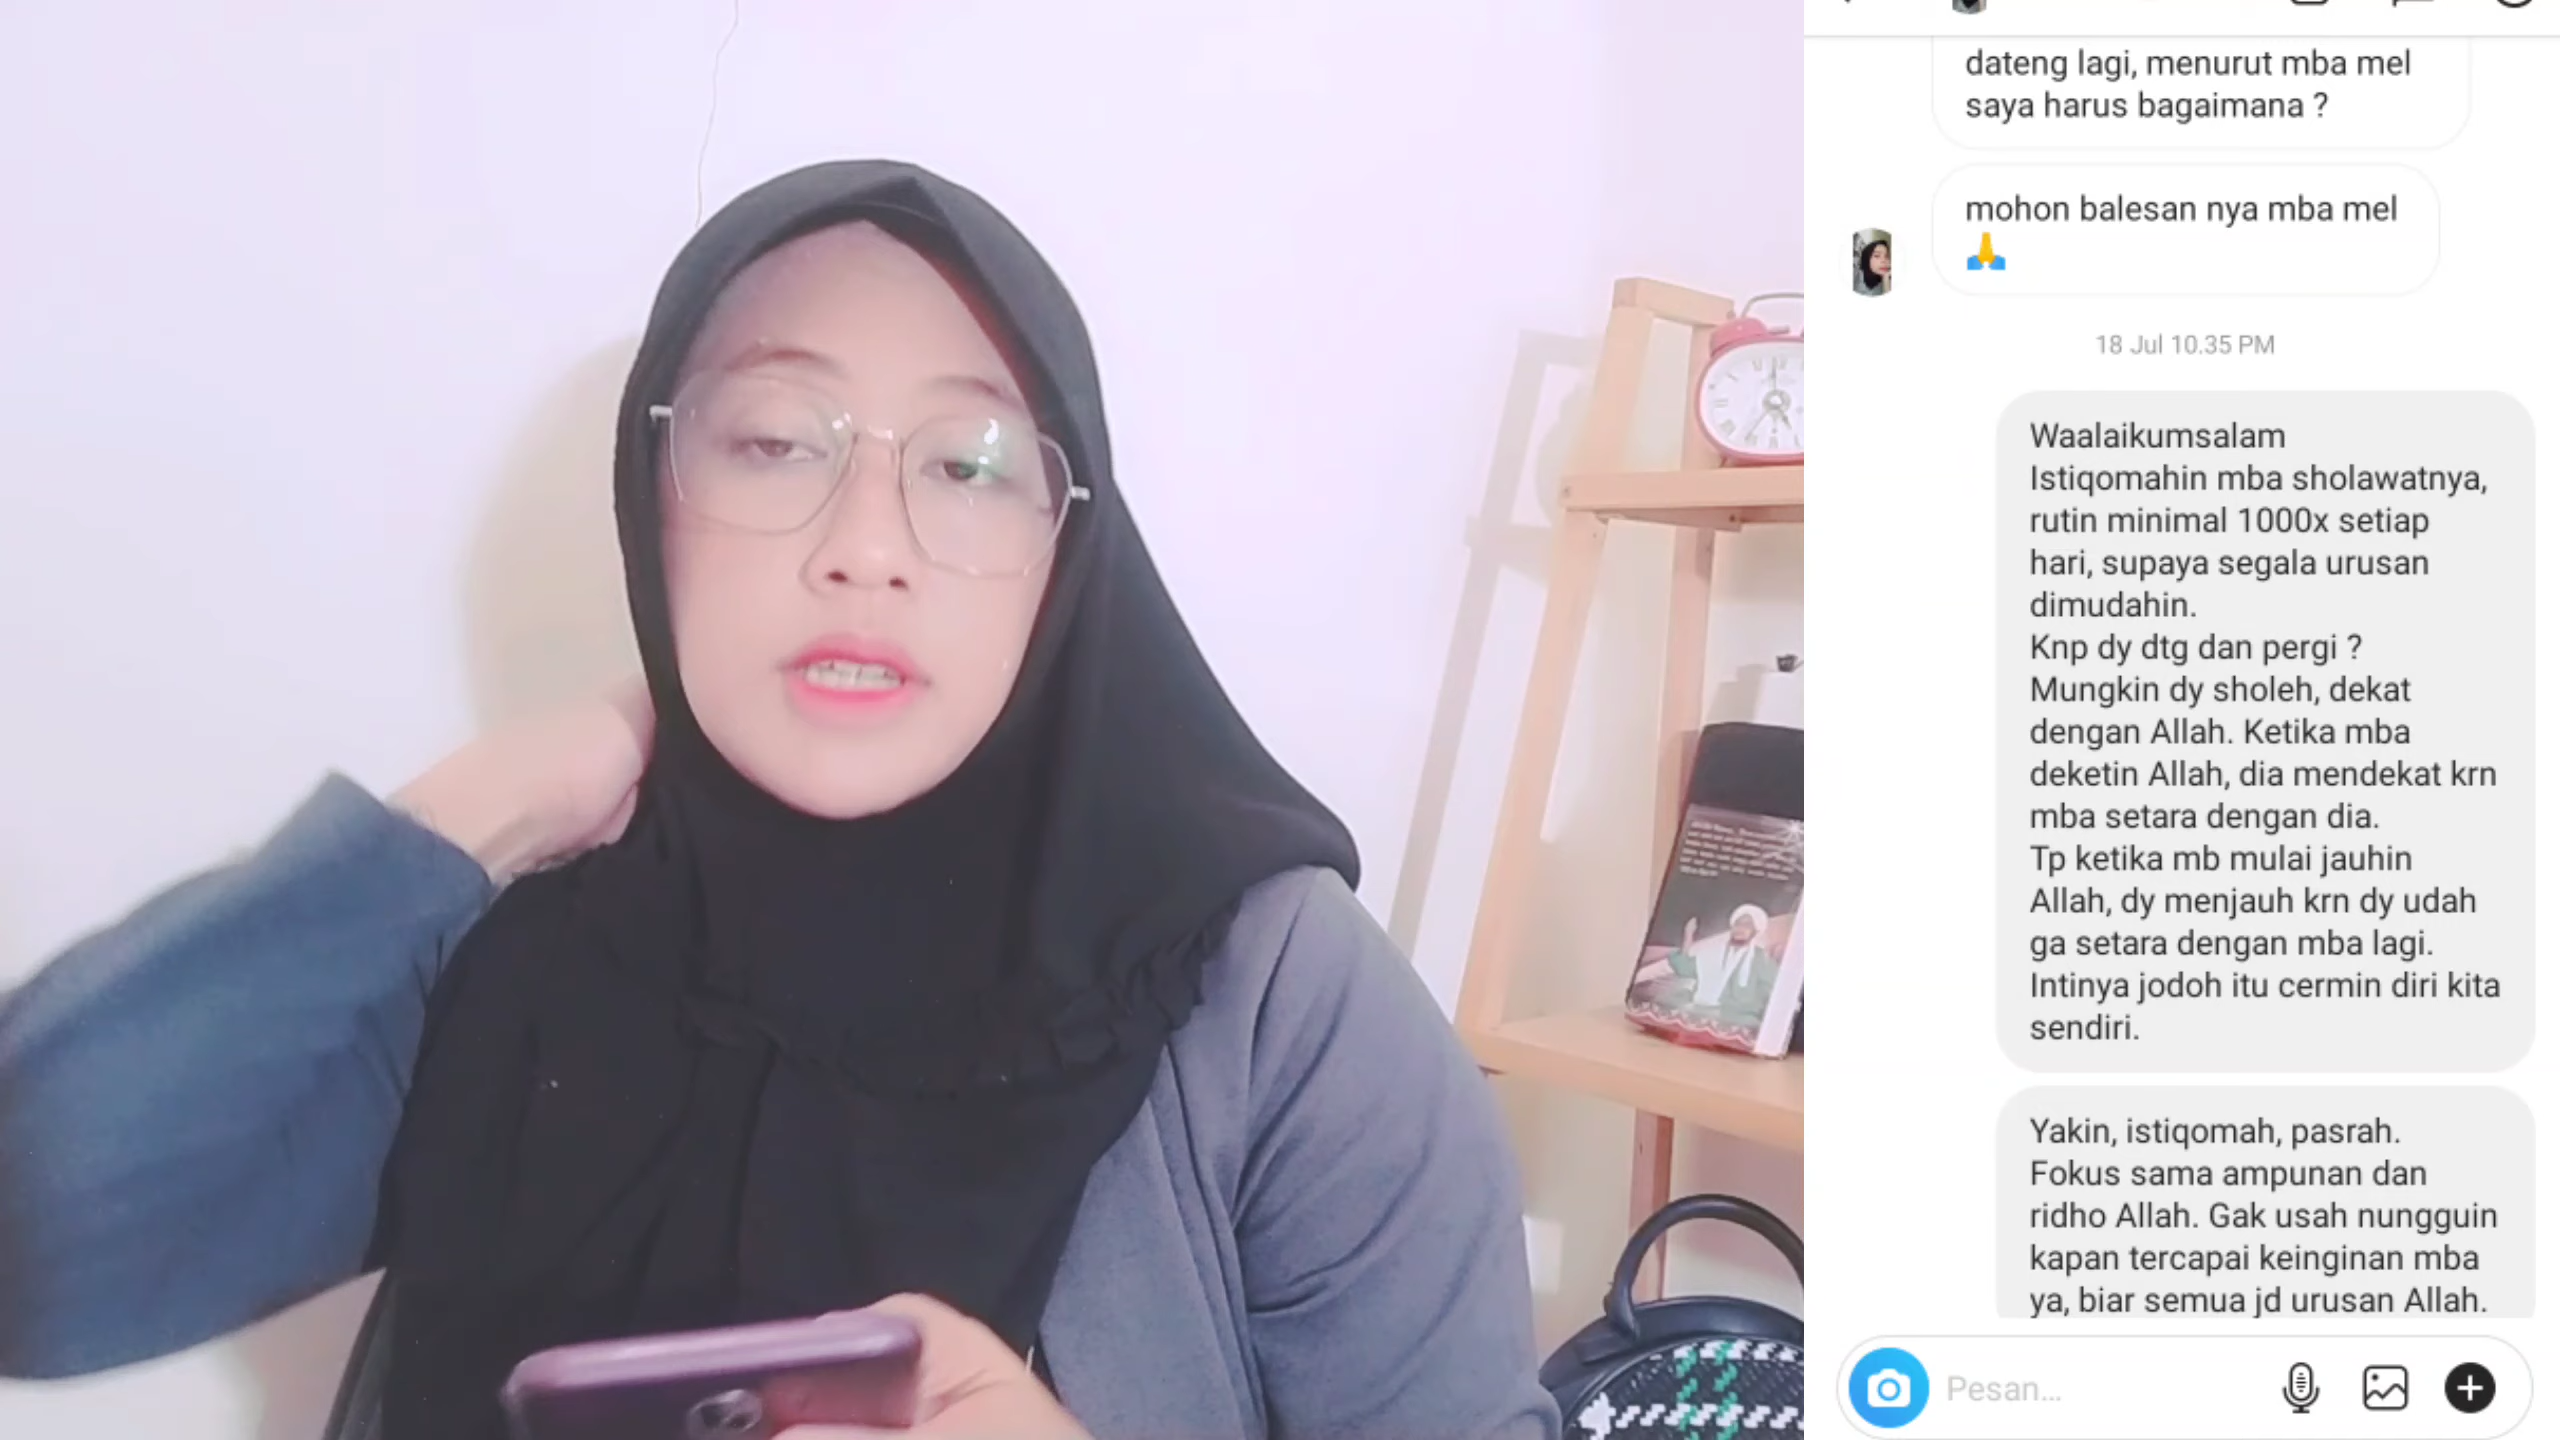 dateng lagi, menurut mba mel
saya harus bagaimana ?
mohon balesan nya mba mel
🙏
18 Jul 10.35 PM
Waalaikumsalam
Istiqomahin mba sholawatnya,
rutin minimal 1000x setiap
hari, supaya segala urusan
dimudahin.
Knp dy dtg dan pergi ?
Mungkin dy sholeh, dekat
dengan Allah. Ketika mba
deketin Allah, dia mendekat krn
mba setara dengan dia.
Tp ketika mb mulai jauhin
Allah, dy menjauh krn dy udah
ga setara dengan mba lagi.
Intinya jodoh itu cermin diri kita
sendiri.
Yakin, istiqomah, pasrah.
Fokus sama ampunan dan
ridho Allah. Gak usah nungguin
kapan tercapai keinginan mba
ya, biar semua jd urusan Allah.
Pesan...